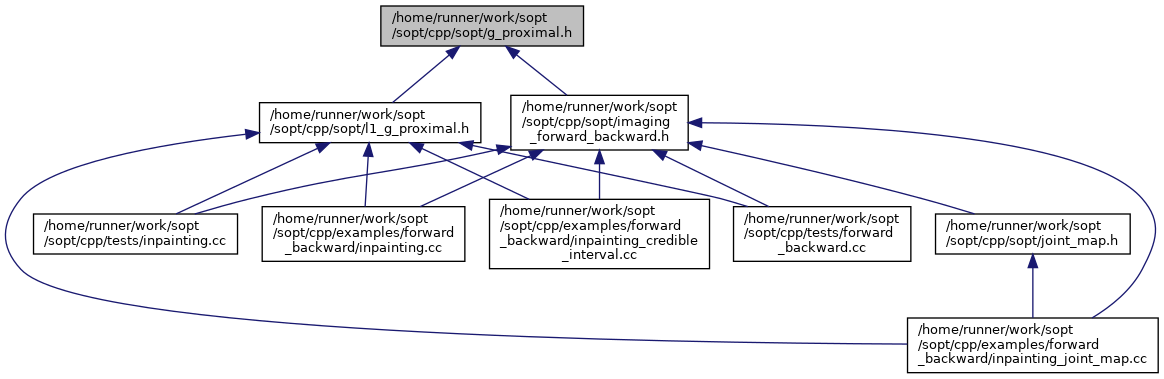 /home/runner/work/sopt
/sopt/cpp/sopt/g_proximal.h
/home/runner/work/sopt
/sopt/cpp/sopt/l1_g_proximal.h
/home/runner/work/sopt
/sopt/cpp/sopt/imaging
_forward_backward.h
/home/runner/work/sopt
/sopt/cpp/tests/inpainting.cc
/home/runner/work/sopt
/sopt/cpp/examples/forward
_backward/inpainting.cc
/home/runner/work/sopt
/sopt/cpp/examples/forward
_backward/inpainting_credible
_interval.cc
/home/runner/work/sopt
/sopt/cpp/tests/forward
_backward.cc
/home/runner/work/sopt
/sopt/cpp/sopt/joint_map.h
/home/runner/work/sopt
/sopt/cpp/examples/forward
_backward/inpainting_joint_map.cc